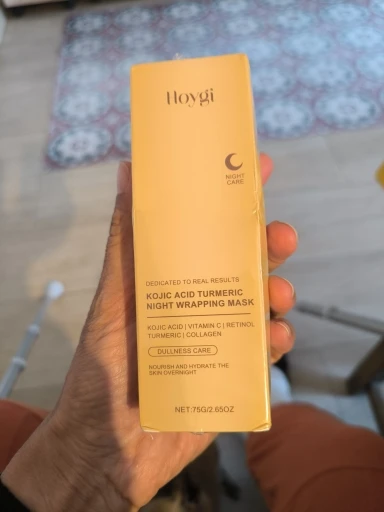 Hoygi
NIGHT
CARE
DEDICATED TO REAL RESULTS
KOJIC ACID TURMERIC
NIGHT WRAPPING MASK
KOJIC ACID | VITAMIN C | RETINOL
TURMERIC | COLLAGEN
DULLNESS CARE
NOURISH AND HYDRATE THE
SKIN OVERNIGHT
NET:75G/2.65OZ